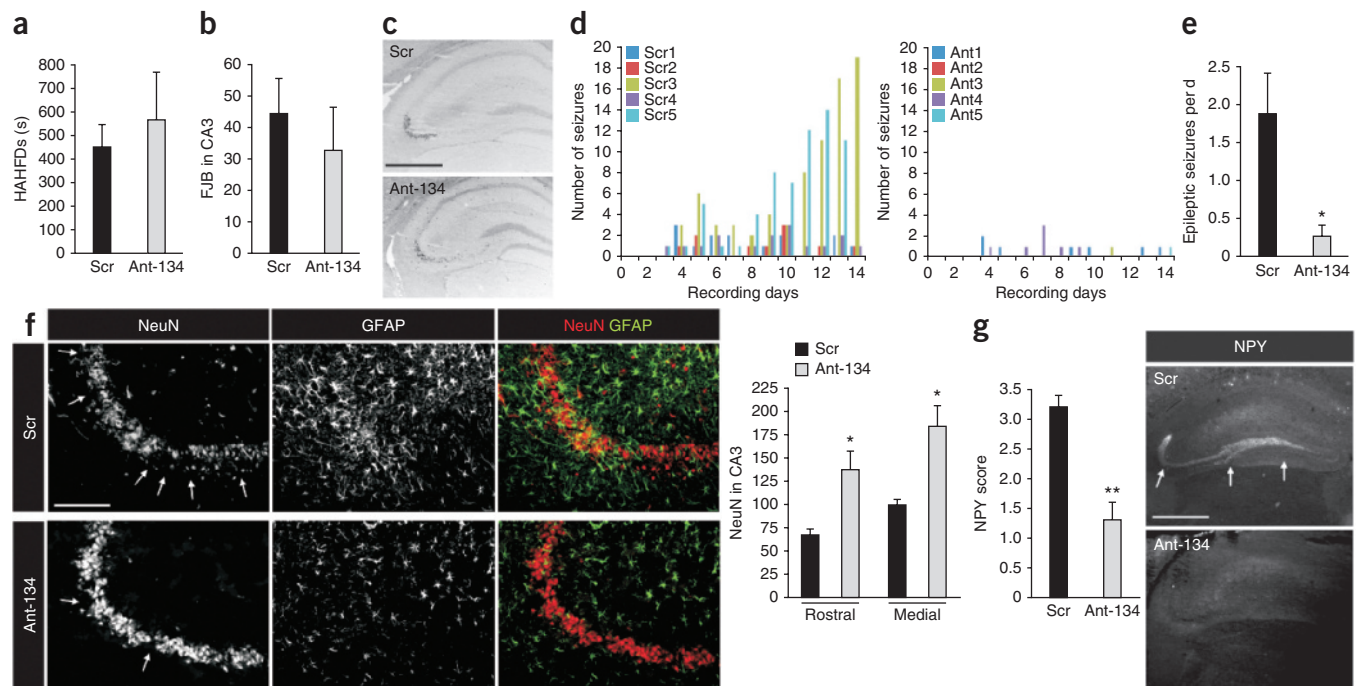 a
HAHFDs (s)
800
700
600
500
400
300
200
100
0
Scr
Ant-134
b
FJB in CA3
60
50
40
30
20
10
0
Scr
Ant-134
c
Scr
Ant-134
d
Number of seizures
20
18
16
14
12
10
8
6
4
2
0
Scr1
Scr2
Scr3
Scr4
Scr5
0 2 4 6 8 10 12 14
Recording days
Number of seizures
20
18
16
14
12
10
8
6
4
2
0
Ant1
Ant2
Ant3
Ant4
Ant5
0 2 4 6 8 10 12 14
Recording days
e
Epileptic seizures per d
2.5
2.0
1.5
1.0
0.5
0
*
Scr
Ant-134
f
NeuN
GFAP
NeuN GFAP
Scr
Ant-134
Scr
Ant-134
NeuN in CA3
225
200
175
150
125
100
75
50
25
0
*
*
Rostral
Medial
g
NPY score
3.5
3.0
2.5
2.0
1.5
1.0
0.5
0
**
Scr
Ant-134
NPY
Scr
Ant-134